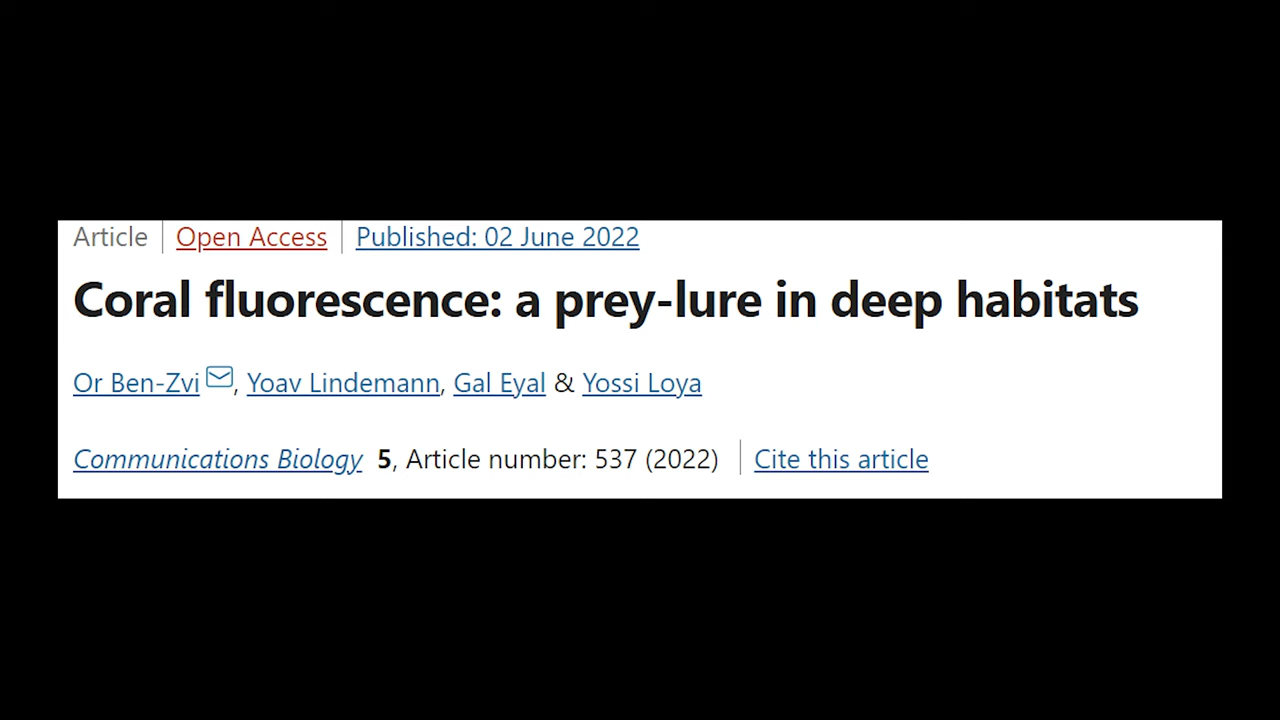 Article | Open Access | Published: 02 June 2022
Coral fluorescence: a prey-lure in deep habitats
Or Ben-Zvi, Yoav Lindemann, Gal Eyal & Yossi Loya
Communications Biology 5, Article number: 537 (2022) | Cite this article